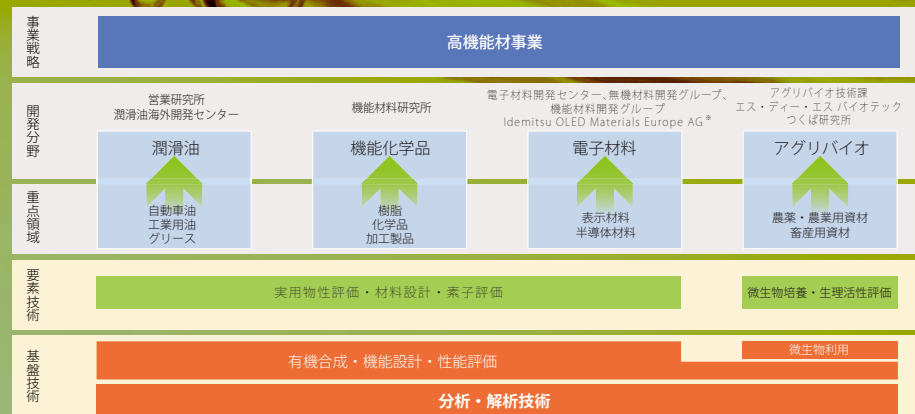 事業戦略
高機能材事業
開発分野
営業研究所
潤滑油海外開発センター
機能材料研究所
電子材料開発センター、無機材料開発グループ、
機能材料開発グループ
Idemitsu OLED Materials Europe AG※
アグリバイオ技術課
エス・ディー・エス バイオテック
つくば研究所
潤滑油
機能化学品
電子材料
アグリバイオ
重点領域
自動車油
工業用油
グリース
樹脂
化学品
加工製品
表示材料
半導体材料
農薬・農業用資材
畜産用資材
要素技術
実用物性評価・材料設計・素子評価
微生物培養・生理活性評価
基盤技術
有機合成・機能設計・性能評価
微生物利用
分析・解析技術